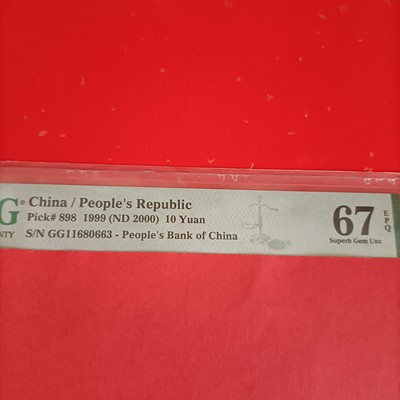 G® China / People's Republic
Pick# 898 1999 (ND 2000) 10 Yuan
NTY S/N GG11680663 - People's Bank of China
67 EPQ
Superb Gem Unc